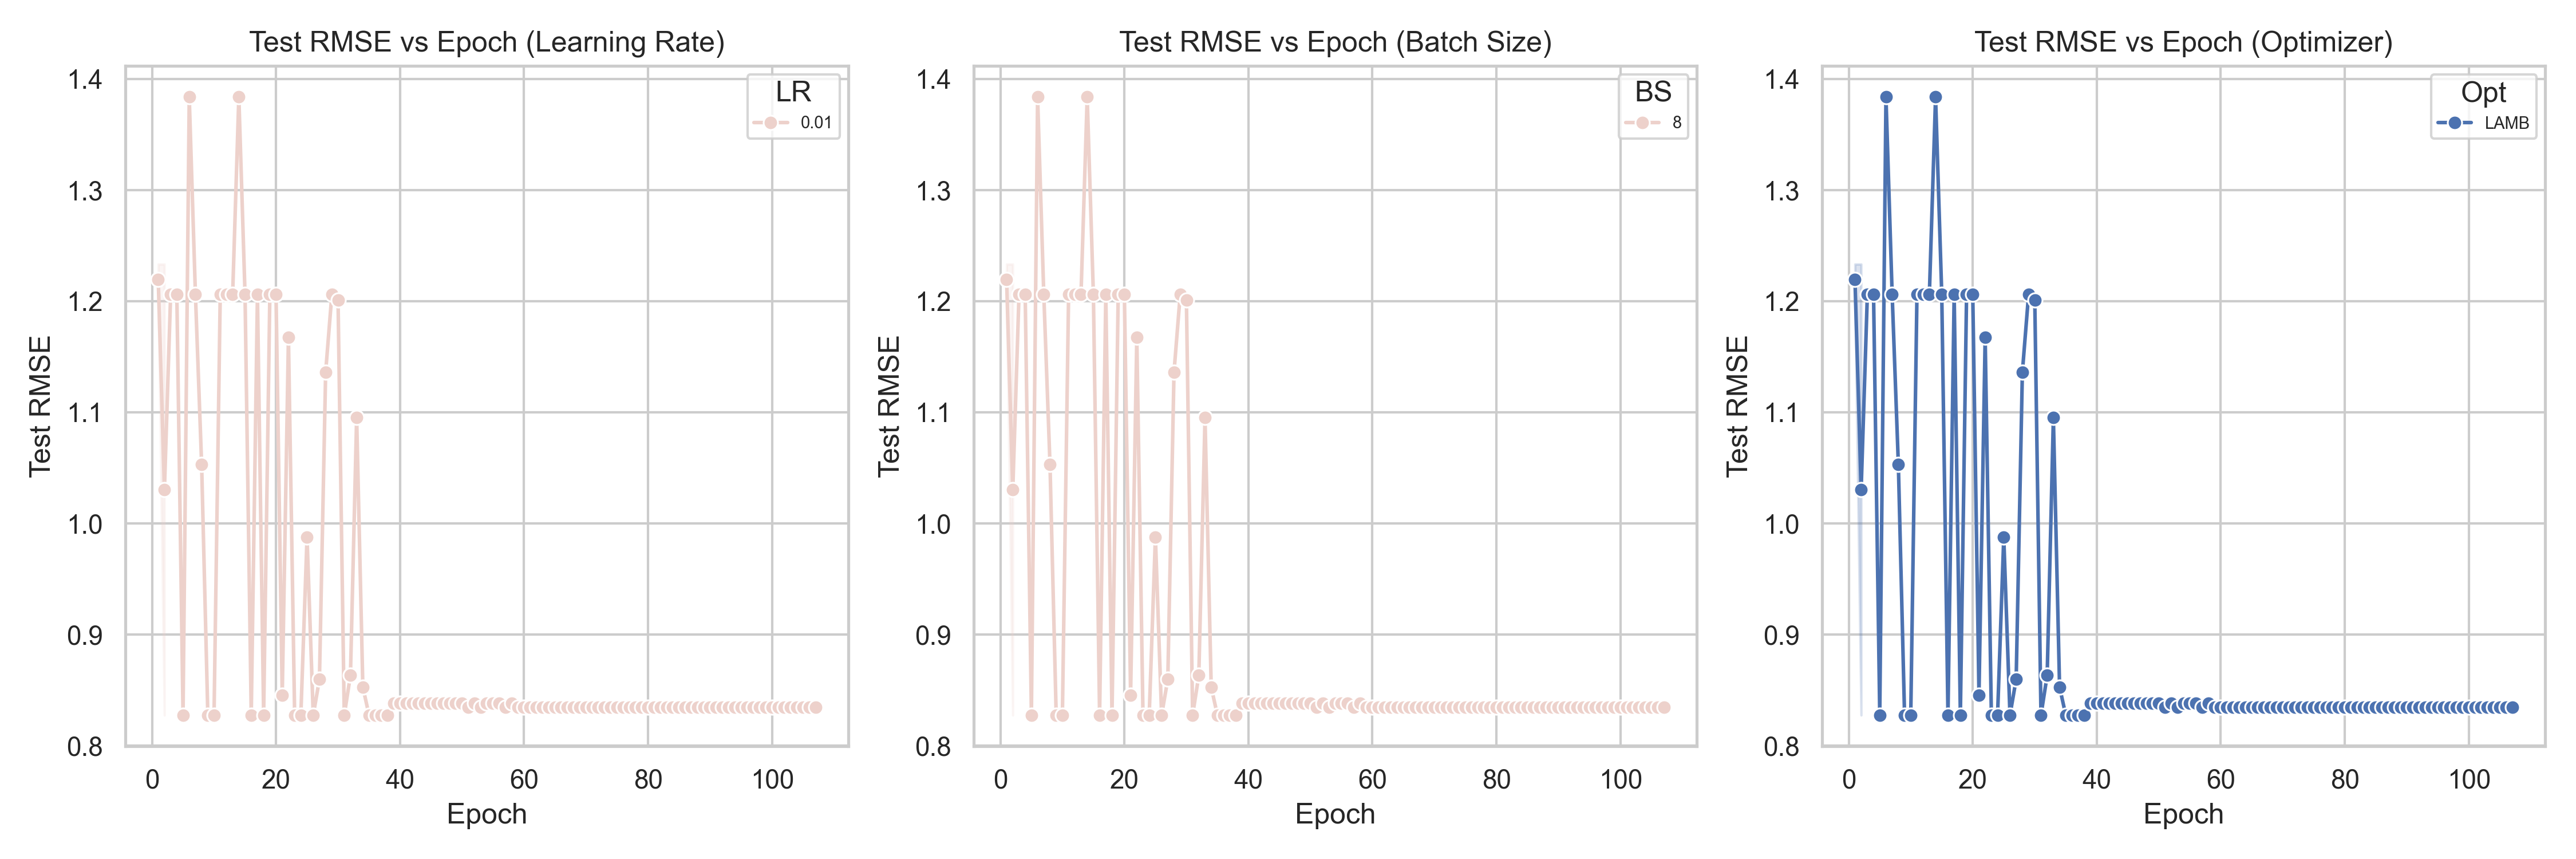 Test RMSE vs Epoch (Learning Rate)
Test RMSE
1.4
1.3
1.2
1.1
1.0
0.9
0.8
0 20 40 60 80 100
Epoch
LR
0.01
Test RMSE vs Epoch (Batch Size)
Test RMSE
1.4
1.3
1.2
1.1
1.0
0.9
0.8
0 20 40 60 80 100
Epoch
BS
8
Test RMSE vs Epoch (Optimizer)
Test RMSE
1.4
1.3
1.2
1.1
1.0
0.9
0.8
0 20 40 60 80 100
Epoch
Opt
LAMB